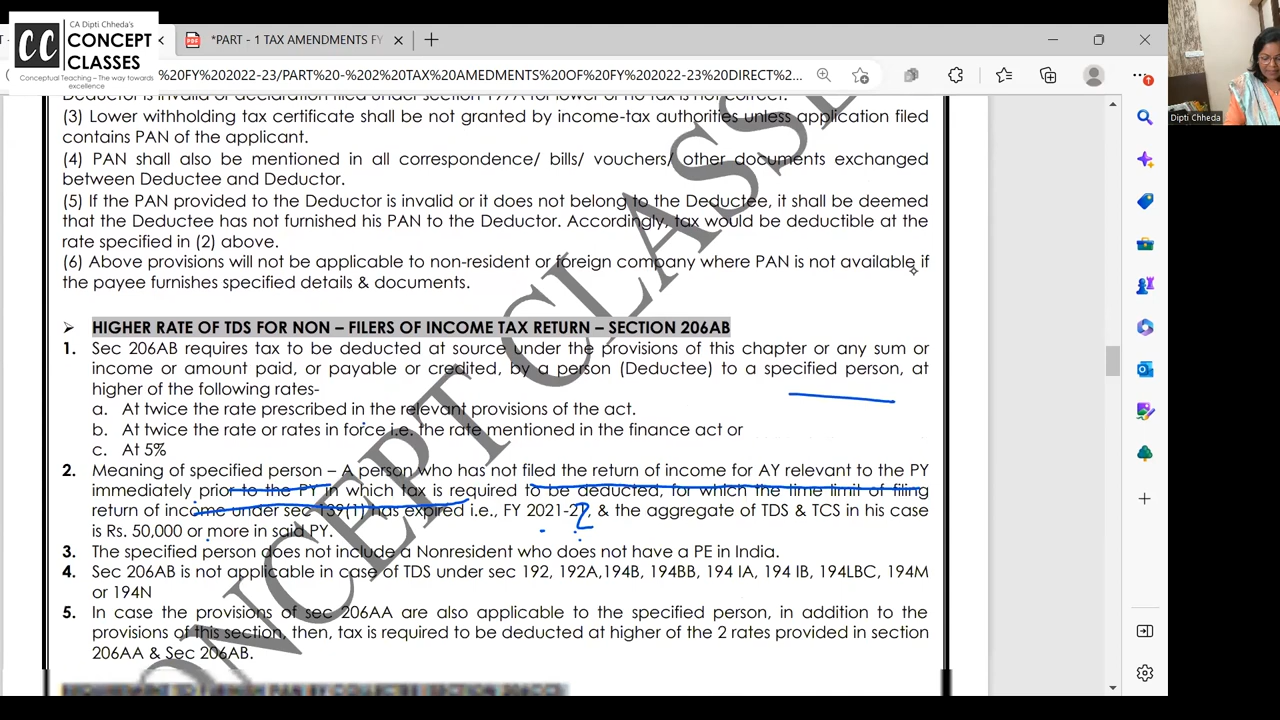 CA Dipti Chheda's
CONCEPT
CLASSES
Conceptual Teaching – The way towards
excellence
CC
*PART - 1 TAX AMENDMENTS FY
%20FY%202022-23/PART%20-%202%20TAX%20AMEDMENTS%20OF%20FY%202022-23%20DIRECT%2...
Dipti Chheda
(3) Lower withholding tax certificate shall be not granted by income-tax authorities unless application filed
contains PAN of the applicant.
(4) PAN shall also be mentioned in all correspondence/ bills/ vouchers/ other documents exchanged
between Deductee and Deductor.
(5) If the PAN provided to the Deductor is invalid or it does not belong to the Deductee, it shall be deemed
that the Deductee has not furnished his PAN to the Deductor. Accordingly, tax would be deductible at the
rate specified in (2) above.
(6) Above provisions will not be applicable to non-resident or foreign company where PAN is not available if
the payee furnishes specified details & documents.
➢ HIGHER RATE OF TDS FOR NON – FILERS OF INCOME TAX RETURN – SECTION 206AB
1. Sec 206AB requires tax to be deducted at source under the provisions of this chapter or any sum or
income or amount paid, or payable or credited, by a person (Deductee) to a specified person, at
higher of the following rates-
a. At twice the rate prescribed in the relevant provisions of the act.
b. At twice the rate or rates in force i.e. the rate mentioned in the finance act or
c. At 5%
2. Meaning of specified person – A person who has not filed the return of income for AY relevant to the PY
immediately prior to the PY in which tax is required to be deducted, for which the time limit of filing
return of income under sec 139(1) has expired i.e., FY 2021-22, & the aggregate of TDS & TCS in his case
is Rs. 50,000 or more in said PY.
3. The specified person does not include a Nonresident who does not have a PE in India.
4. Sec 206AB is not applicable in case of TDS under sec 192, 192A,194B, 194BB, 194 IA, 194 IB, 194LBC, 194M
or 194N
5. In case the provisions of sec 206AA are also applicable to the specified person, in addition to the
provisions of this section, then, tax is required to be deducted at higher of the 2 rates provided in section
206AA & Sec 206AB.
CONCEPT CLASSE